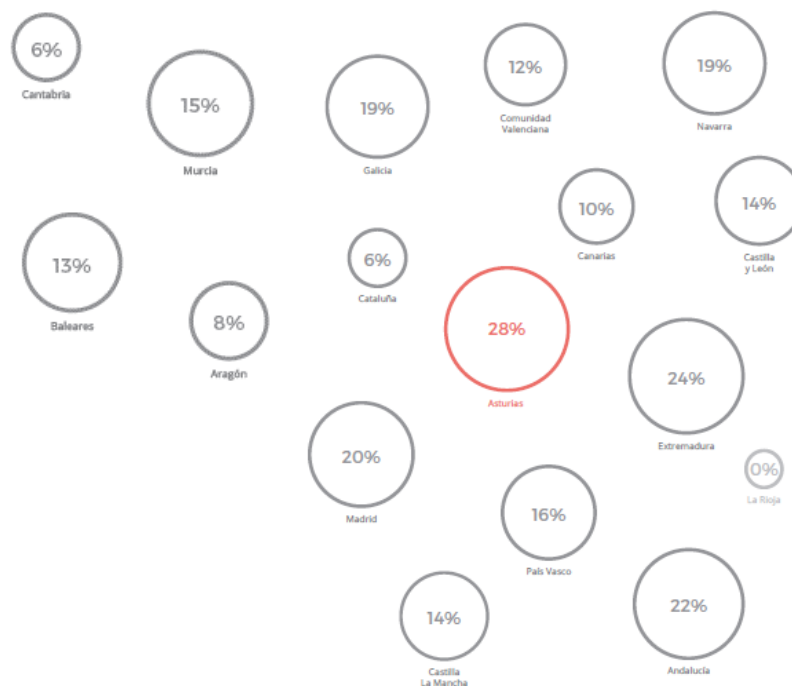 6%
Cantabria
15%
Murcia
19%
Galicia
12%
Comunidad
Valenciana
19%
Navarra
13%
Baleares
8%
Aragón
6%
Cataluña
10%
Canarias
14%
Castilla
y León
28%
Asturias
24%
Extremadura
20%
Madrid
16%
País Vasco
0%
La Rioja
14%
Castilla
La Mancha
22%
Andalucía